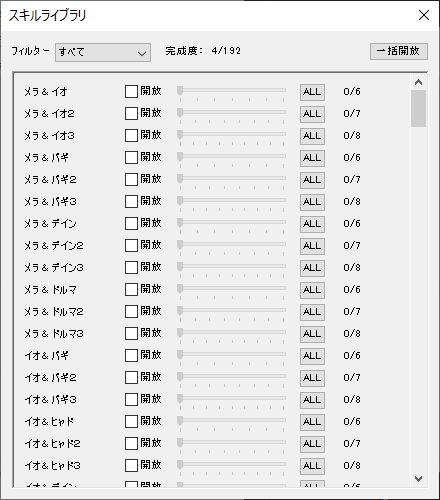 スキルライブラリ
フィルター すべて 完成度： 4/192 一括開放
メラ＆イオ 開放 ALL 0/6
メラ＆イオ2 開放 ALL 0/7
メラ＆イオ3 開放 ALL 0/8
メラ＆バギ 開放 ALL 0/6
メラ＆バギ2 開放 ALL 0/7
メラ＆バギ3 開放 ALL 0/8
メラ＆デイン 開放 ALL 0/6
メラ＆デイン2 開放 ALL 0/7
メラ＆デイン3 開放 ALL 0/8
メラ＆ドルマ 開放 ALL 0/6
メラ＆ドルマ2 開放 ALL 0/7
メラ＆ドルマ3 開放 ALL 0/8
イオ＆バギ 開放 ALL 0/6
イオ＆バギ2 開放 ALL 0/7
イオ＆バギ3 開放 ALL 0/8
イオ＆ヒャド 開放 ALL 0/6
イオ＆ヒャド2 開放 ALL 0/7
イオ＆ヒャド3 開放 ALL 0/8